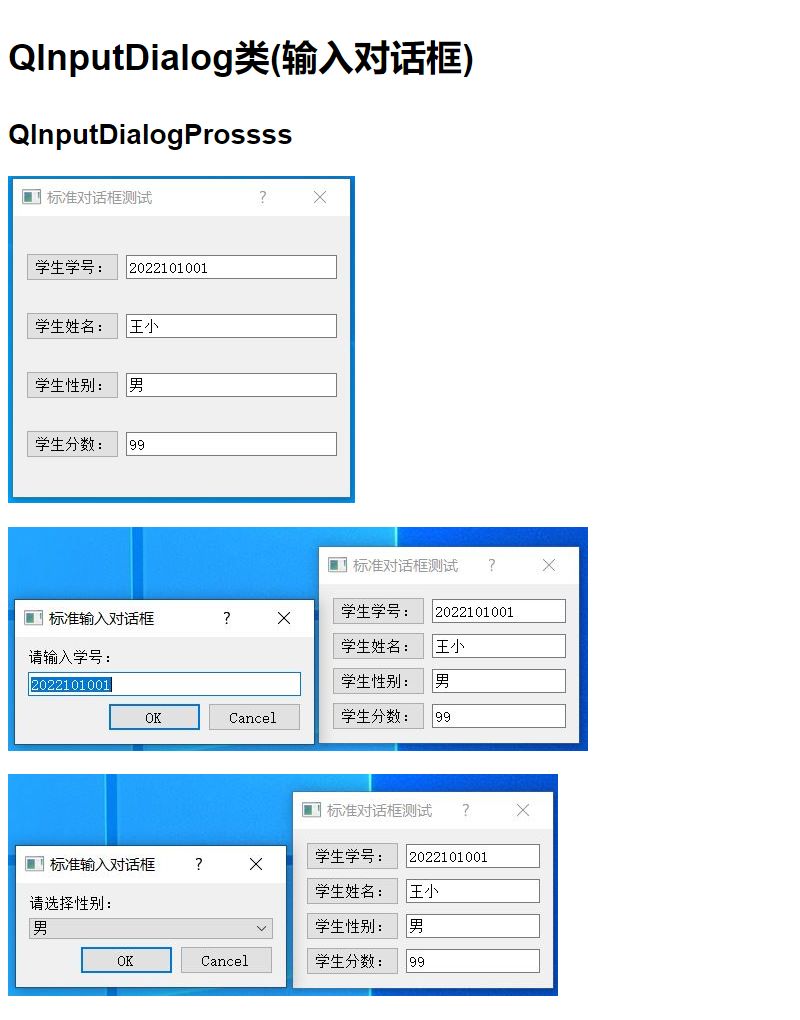 QInputDialog类(输入对话框)
QInputDialogProssss
标准对话框测试 ?
学生学号： 2022101001
学生姓名： 王小
学生性别： 男
学生分数： 99
标准对话框测试 ?
标准输入对话框 ?
请输入学号：
2022101001
OK Cancel
学生学号： 2022101001
学生姓名： 王小
学生性别： 男
学生分数： 99
标准对话框测试 ?
标准输入对话框 ?
请选择性别：
男
OK Cancel
学生学号： 2022101001
学生姓名： 王小
学生性别： 男
学生分数： 99